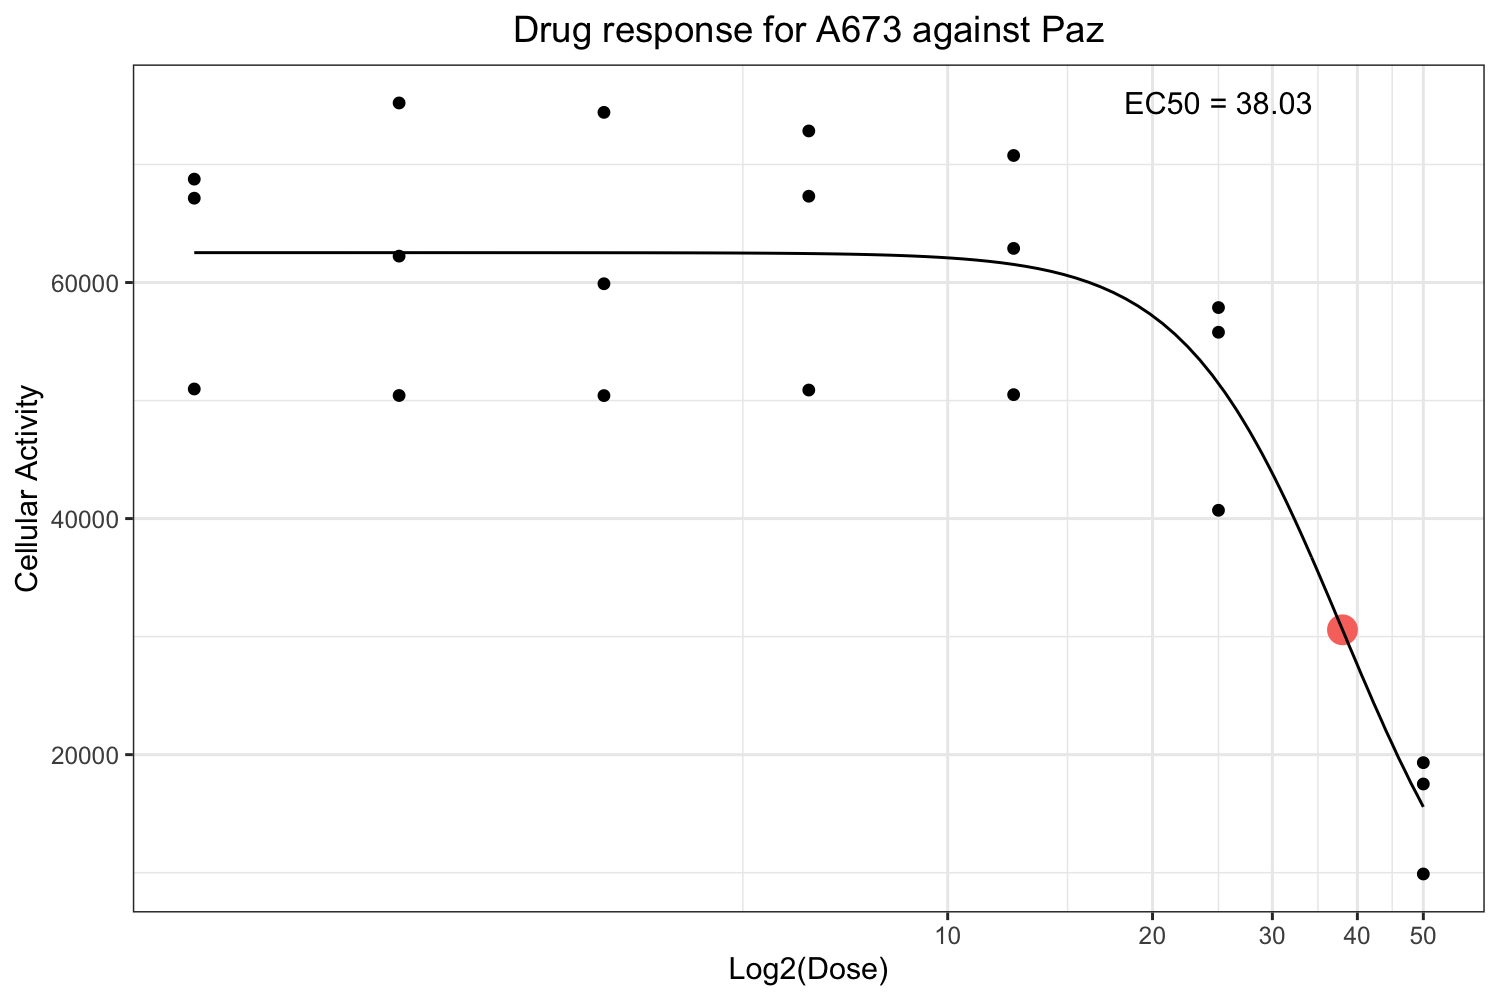 Drug response for A673 against Paz
EC50 = 38.03
60000
40000
20000
Cellular Activity
10 20 30 40 50
Log2(Dose)